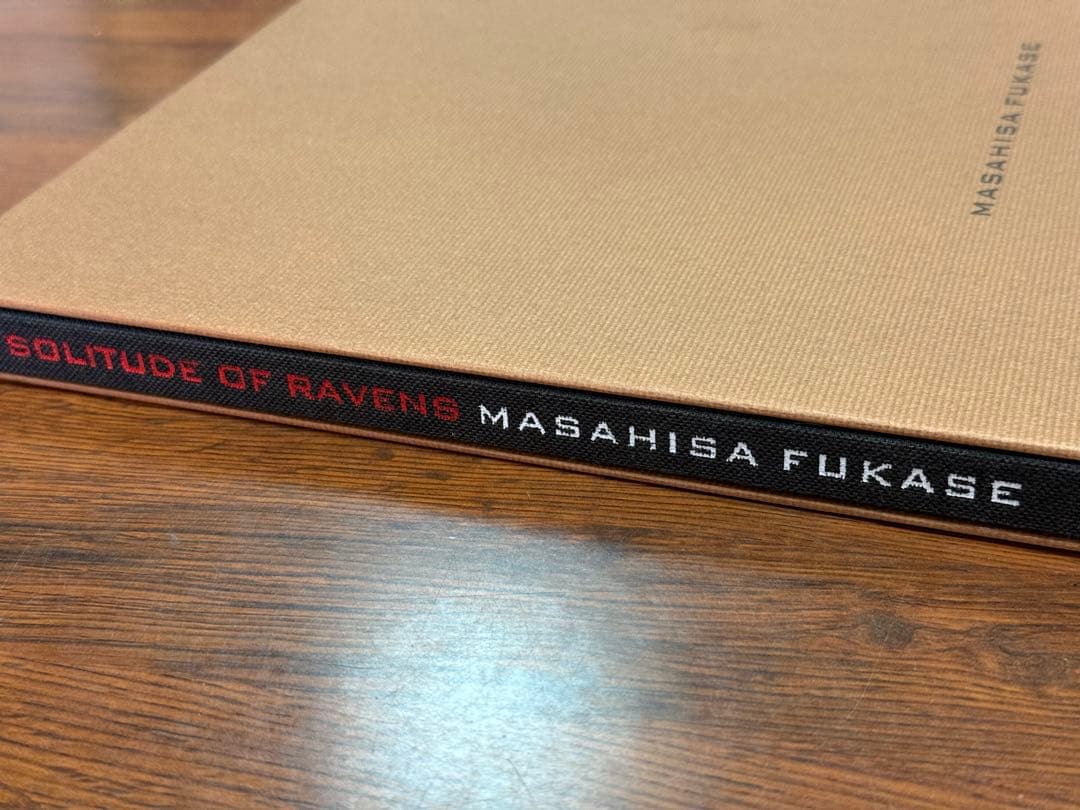 MASAHISA FUKASE
SOLITUDE OF RAVENS MASAHISA FUKASE